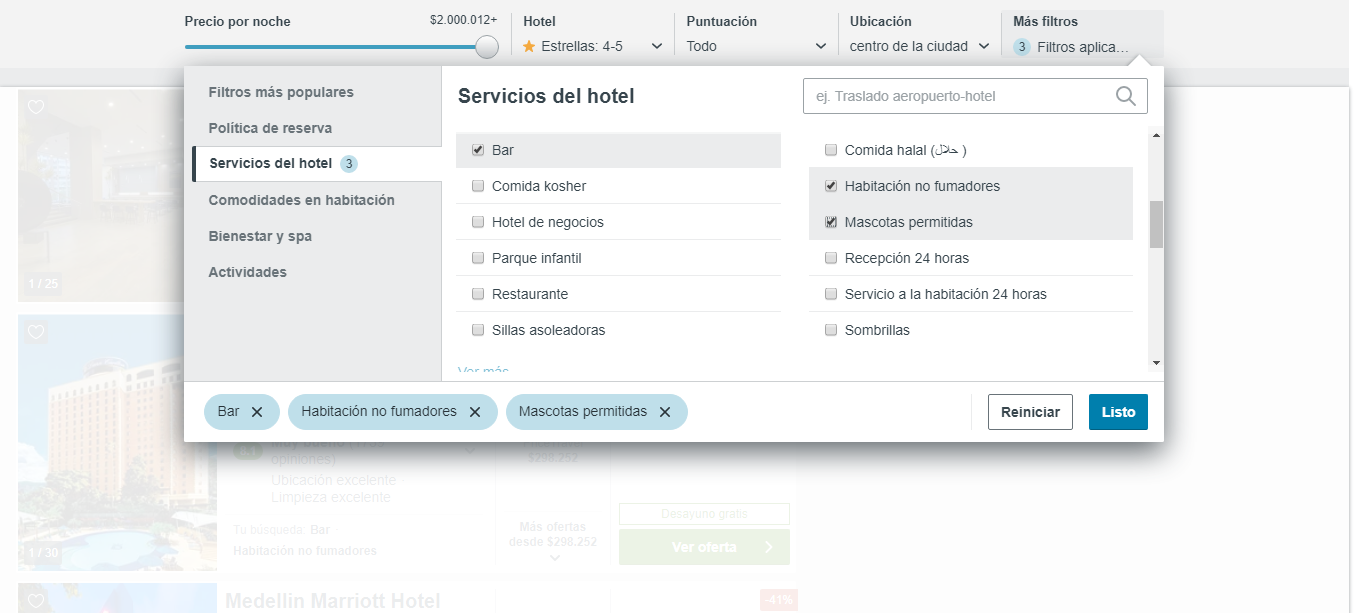 Precio por noche
$2.000.012+
Hotel
Estrellas: 4-5
Puntuación
Todo
Ubicación
centro de la ciudad
Más filtros
3 Filtros aplica...
Filtros más populares
Política de reserva
Servicios del hotel 3
Comodidades en habitación
Bienestar y spa
Actividades
Servicios del hotel
ej. Traslado aeropuerto-hotel
Bar
Comida kosher
Hotel de negocios
Parque infantil
Restaurante
Sillas asoleadoras
Ver más
Comida halal (حلال )
Habitación no fumadores
Mascotas permitidas
Recepción 24 horas
Servicio a la habitación 24 horas
Sombrillas
Bar
Habitación no fumadores
Mascotas permitidas
Reiniciar
Listo
1 / 25
opiniones)
Ubicación excelente
Limpieza excelente
Tu búsqueda: Bar
Habitación no fumadores
$298.252
Más ofertas
desde $298.252
Desayuno gratis
Ver oferta
1 / 30
Medellin Marriott Hotel
-41%